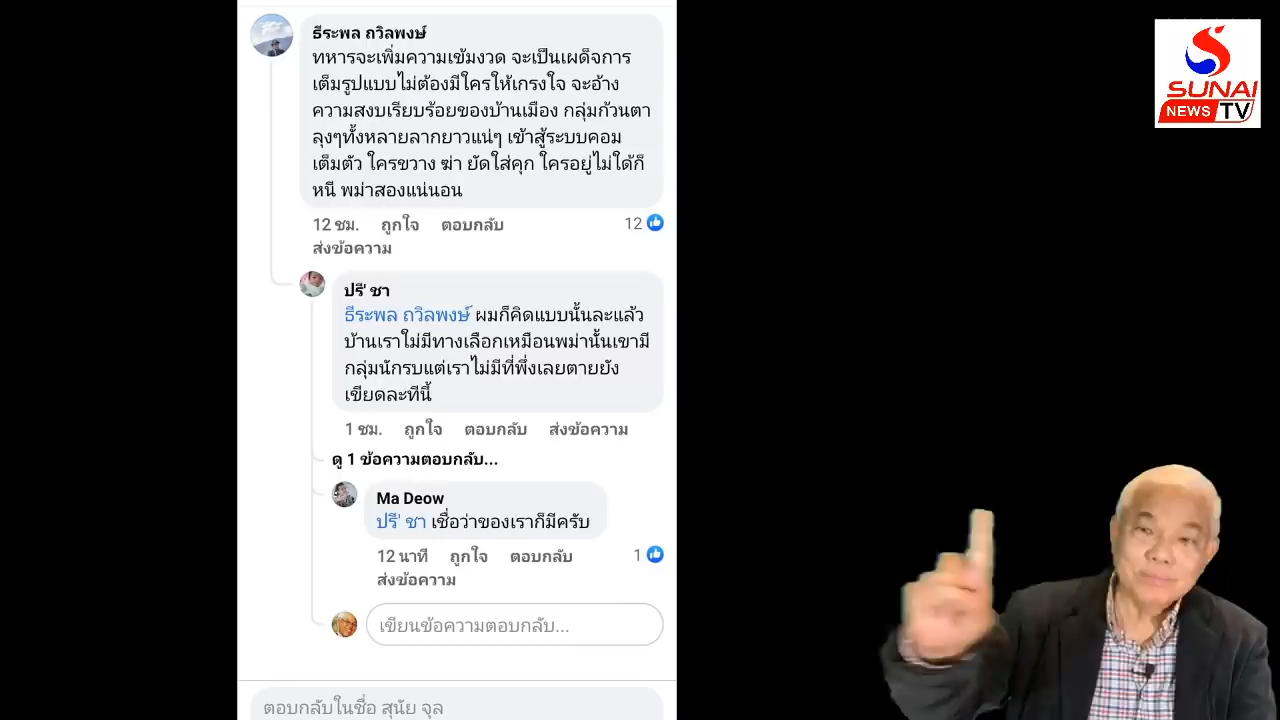 ธีระพล ถวิลพงษ์
ทหารจะเพิ่มความเข้มงวด จะเป็นเผด็จการ
เต็มรูปแบบไม่ต้องมีใครให้เกรงใจ จะอ้าง
ความสงบเรียบร้อยของบ้านเมือง กลุ่มก้วนตา
ลุงๆทั้งหลายลากยาวแน่ๆ เข้าสู้ระบบคอม
เต็มตัว ใครขวาง ฆ่า ยัดใส่คุก ใครอยู่ไม่ใด้ก็
หนี พม่าสองแน่นอน
12 ชม. ถูกใจ ตอบกลับ 12
ส่งข้อความ
ปรี' ชา
ธีระพล ถวิลพงษ์ ผมก็คิดแบบนั้นละแล้ว
บ้านเราไม่มีทางเลือกเหมือนพม่านั้นเขามี
กลุ่มนักรบแต่เราไม่มีที่พึ่งเลยตายยัง
เขียดละทีนี้
1 ชม. ถูกใจ ตอบกลับ ส่งข้อความ
ดู 1 ข้อความตอบกลับ...
Ma Deow
ปรี' ชา เชื่อว่าของเราก็มีครับ
12 นาที ถูกใจ ตอบกลับ 1
ส่งข้อความ
เขียนข้อความตอบกลับ...
ตอบกลับในชื่อ สุนัย จุล
SUNAI
NEWS TV